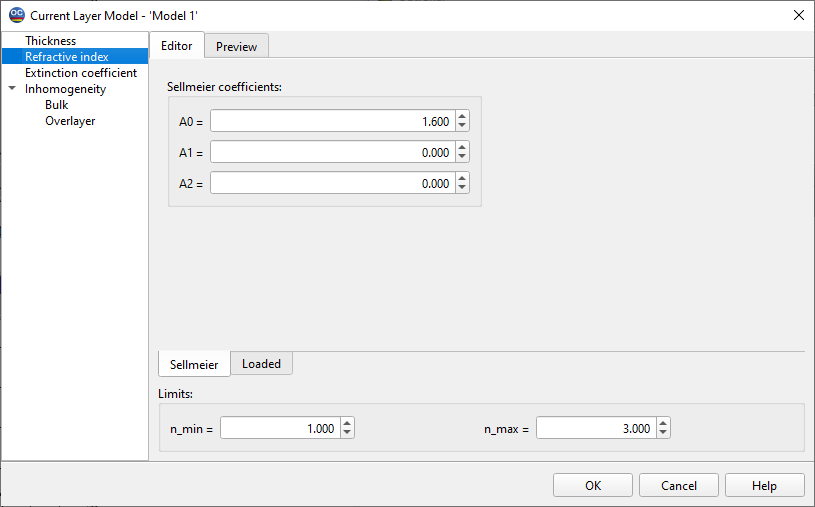 OC Current Layer Model - 'Model 1'
Thickness
Refractive index
Extinction coefficient
Inhomogeneity
Bulk
Overlayer
Editor Preview
Sellmeier coefficients:
A0 = 1.600
A1 = 0.000
A2 = 0.000
Sellmeier Loaded
Limits:
n_min = 1.000 n_max = 3.000
OK Cancel Help